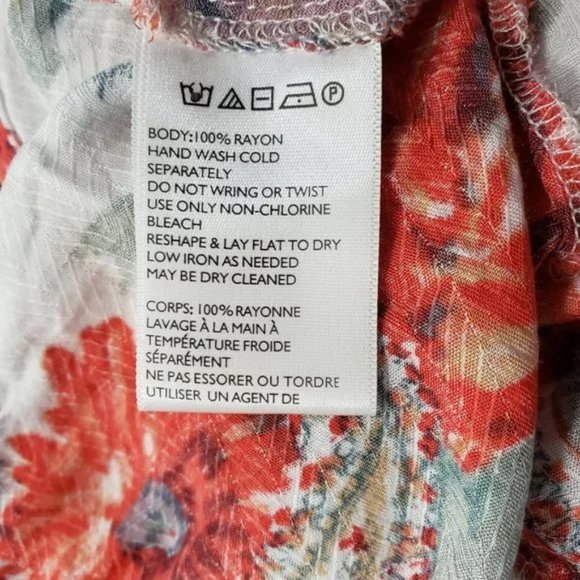 P
BODY:100% RAYON
HAND WASH COLD
SEPARATELY
DO NOT WRING OR TWIST
USE ONLY NON-CHLORINE
BLEACH
RESHAPE & LAY FLAT TO DRY
LOW IRON AS NEEDED
MAY BE DRY CLEANED
CORPS: 100% RAYONNE
LAVAGE À LA MAIN À
TEMPÉRATURE FROIDE
SÉPARÉMENT
NE PAS ESSORER OU TORDRE
UTILISER UN AGENT DE